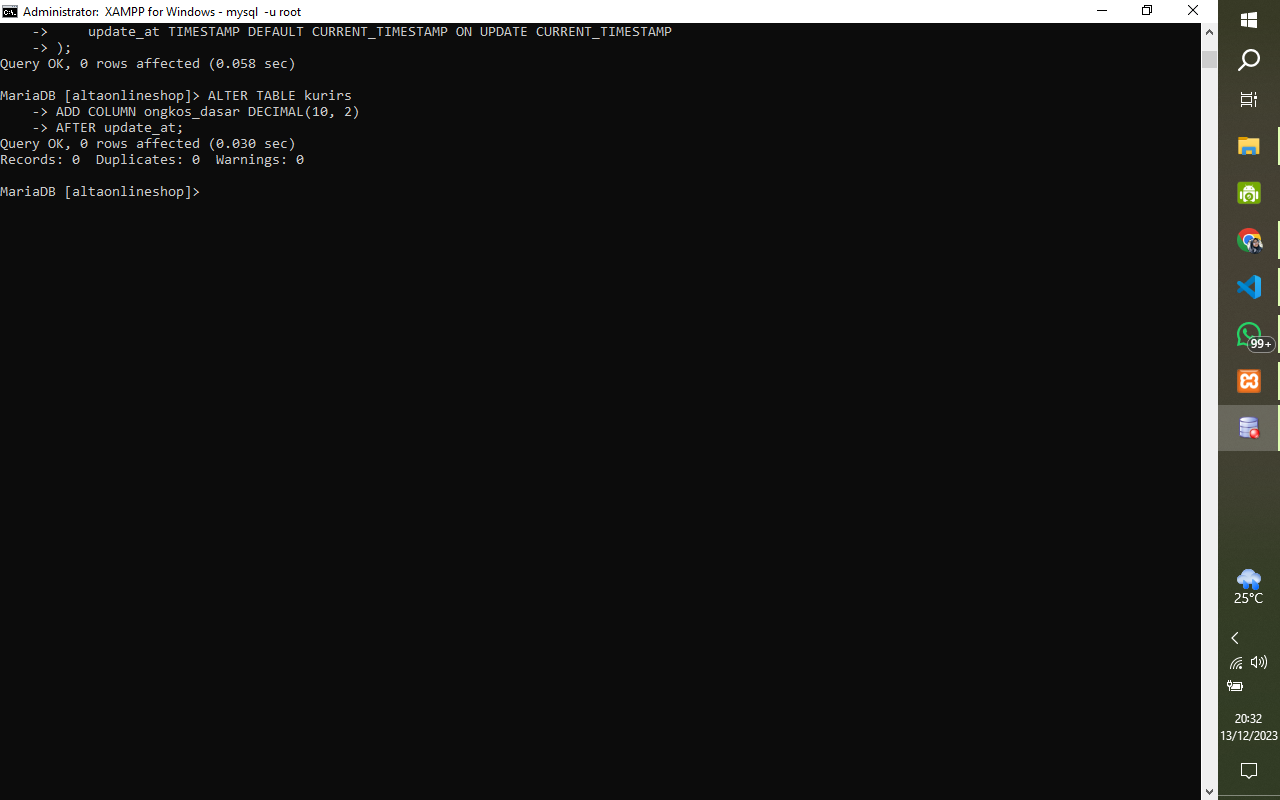 Administrator: XAMPP for Windows - mysql -u root
    ->     update_at TIMESTAMP DEFAULT CURRENT_TIMESTAMP ON UPDATE CURRENT_TIMESTAMP
    -> );
Query OK, 0 rows affected (0.058 sec)
MariaDB [altaonlineshop]> ALTER TABLE kurirs
    -> ADD COLUMN ongkos_dasar DECIMAL(10, 2)
    -> AFTER update_at;
Query OK, 0 rows affected (0.030 sec)
Records: 0  Duplicates: 0  Warnings: 0
MariaDB [altaonlineshop]>
99+
25°C
20:32
13/12/2023